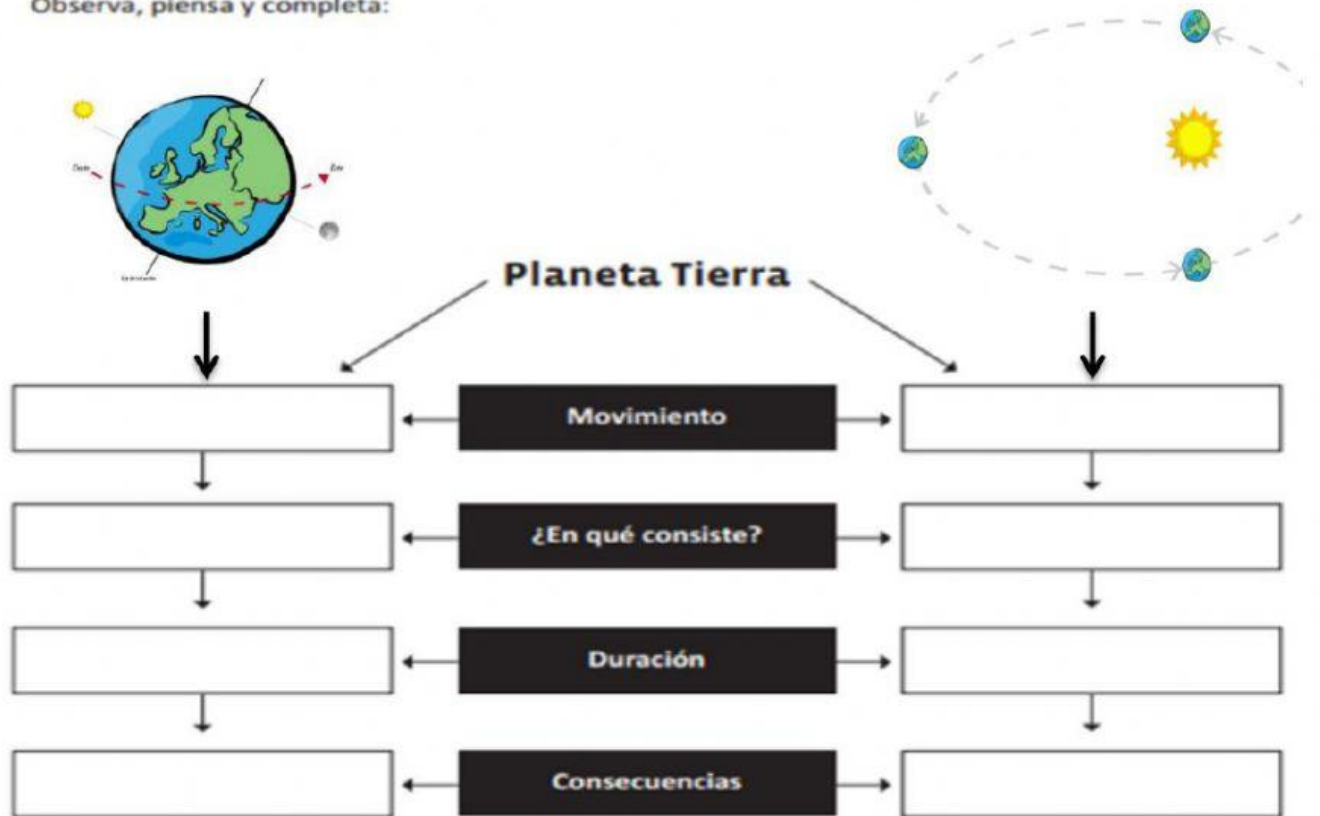 Observa, piensa y completa:
Planeta Tierra
Movimiento
¿En qué consiste?
Duración
Consecuencias